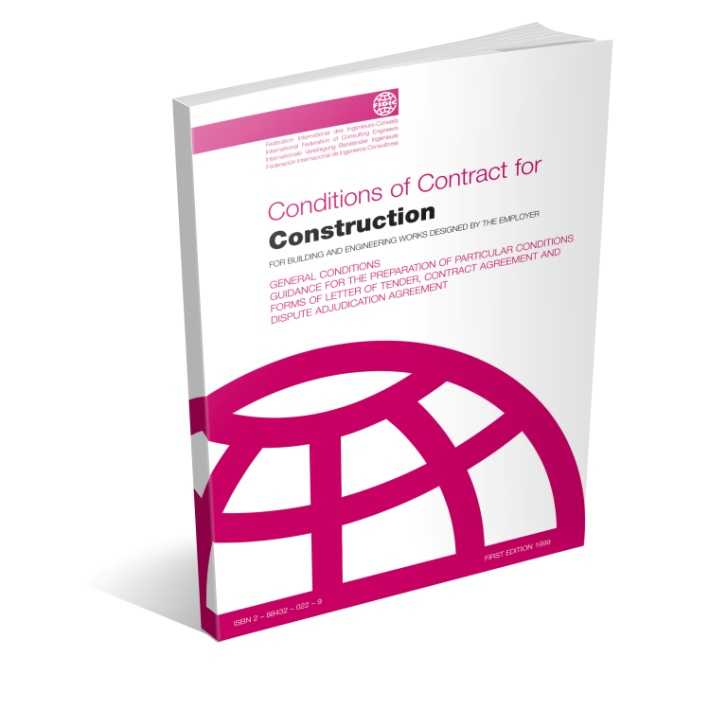 FIDIC
Fédération Internationale des Ingénieurs-Conseils
International Federation of Consulting Engineers
Internationale Vereinigung Beratender Ingenieure
Federación Internacional de Ingenieros Consultores
Conditions of Contract for
Construction
FOR BUILDING AND ENGINEERING WORKS DESIGNED BY THE EMPLOYER
GENERAL CONDITIONS
GUIDANCE FOR THE PREPARATION OF PARTICULAR CONDITIONS
FORMS OF LETTER OF TENDER, CONTRACT AGREEMENT AND
DISPUTE ADJUDICATION AGREEMENT
ISBN 2 – 88432 – 022 – 9
FIRST EDITION 1999